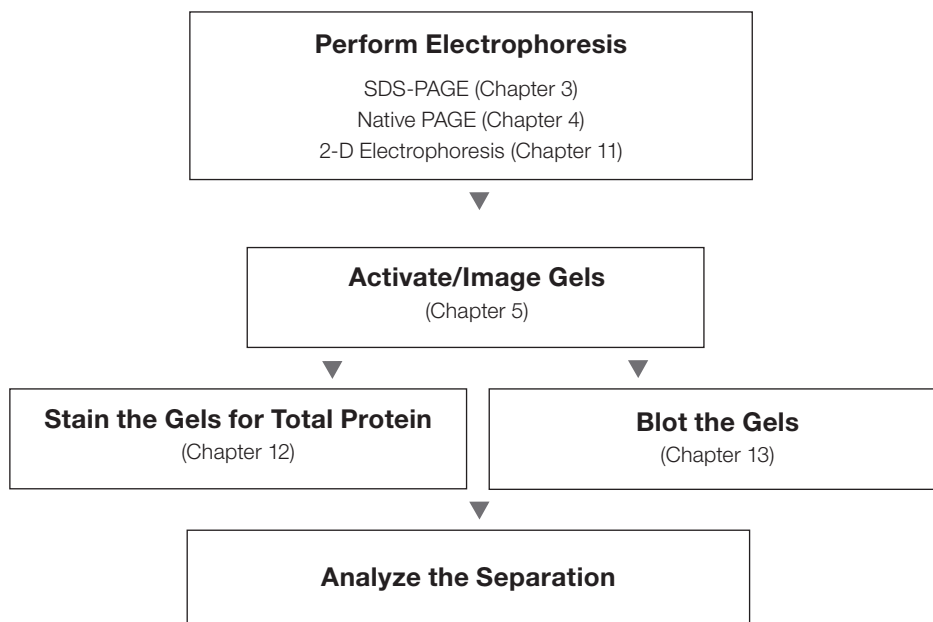 Perform Electrophoresis
SDS-PAGE (Chapter 3)
Native PAGE (Chapter 4)
2-D Electrophoresis (Chapter 11)
Activate/Image Gels
(Chapter 5)
Stain the Gels for Total Protein
(Chapter 12)
Blot the Gels
(Chapter 13)
Analyze the Separation